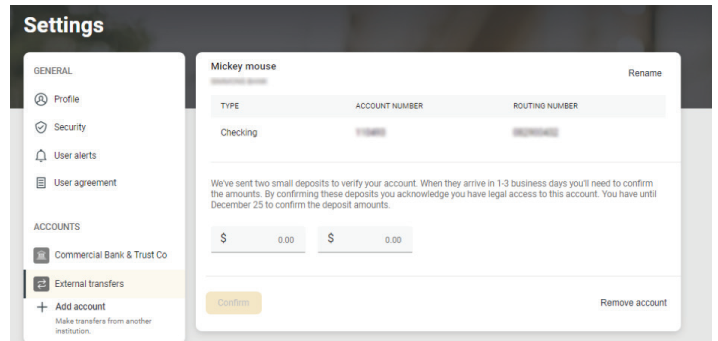 Settings
GENERAL
Profile
Security
User alerts
User agreement
ACCOUNTS
Commercial Bank & Trust Co
External transfers
Add account
Make transfers from another
institution.
Mickey mouse
Rename
TYPE ACCOUNT NUMBER ROUTING NUMBER
Checking
We've sent two small deposits to verify your account. When they arrive in 1-3 business days you'll need to confirm
the amounts. By confirming these deposits you acknowledge you have legal access to this account. You have until
December 25 to confirm the deposit amounts.
$ 0.00 $ 0.00
Confirm Remove account